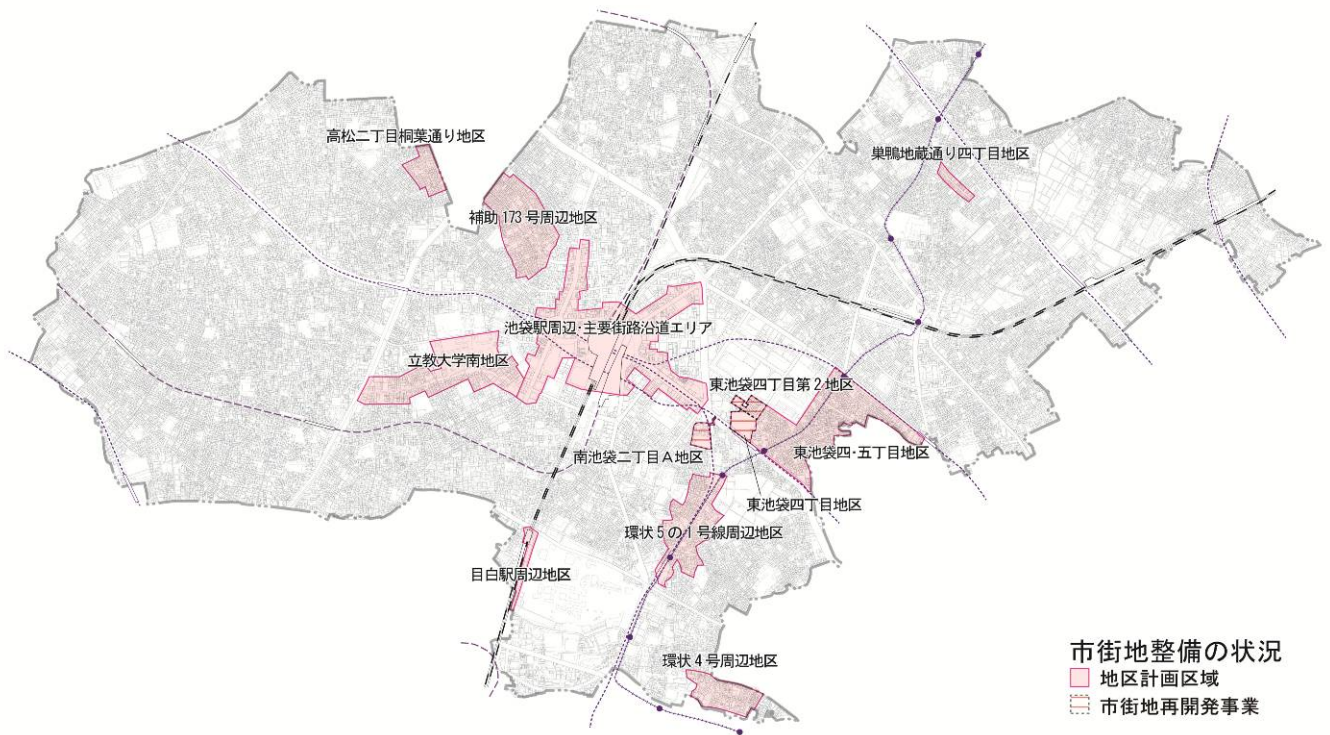 高松二丁目桐葉通り地区
巣鴨地蔵通り四丁目地区
補助173号周辺地区
池袋駅周辺・主要街路沿道エリア
立教大学南地区
東池袋四丁目第2地区
南池袋二丁目A地区
東池袋四・五丁目地区
東池袋四丁目地区
環状5の1号線周辺地区
目白駅周辺地区
環状4号周辺地区
市街地整備の状況
地区計画区域
市街地再開発事業